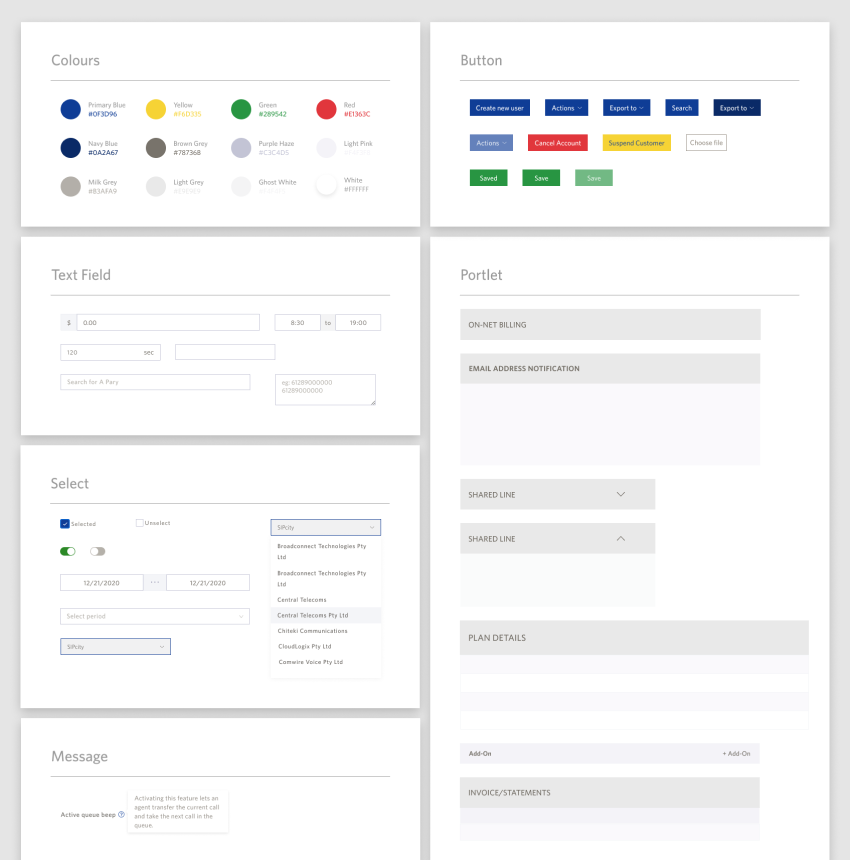 Colours
Primary Blue
#0F3D96
Yellow
#F6D335
Green
#289542
Red
#E1363C
Navy Blue
#0A2A67
Brown Grey
#787368
Purple Haze
#C3C4D5
Light Pink
Milk Grey
#B3AFA9
Light Grey
Ghost White
White
#FFFFFF
Button
Create new user
Actions
Export to
Search
Export to
Actions
Cancel Account
Suspend Customer
Choose file
Saved
Save
Save
Text Field
$ 0.00
8:30 to 19:00
120 sec
Search for A Pary
eg: 61289000000
61289000000
Select
Selected
Unselect
12/21/2020 ... 12/21/2020
Select period
SIPcity
SIPcity
Broadconnect Technologies Pty
Ltd
Broadconnect Technologies Pty
Ltd
Central Telecoms
Central Telecoms Pty Ltd
Chiteki Communications
CloudLogix Pty Ltd
Comwire Voice Pty Ltd
Message
Active queue beep ?
Activating this feature lets an
agent transfer the current call
and take the next call in the
queue.
Portlet
ON-NET BILLING
EMAIL ADDRESS NOTIFICATION
SHARED LINE
SHARED LINE
PLAN DETAILS
Add-On + Add-On
INVOICE/STATEMENTS